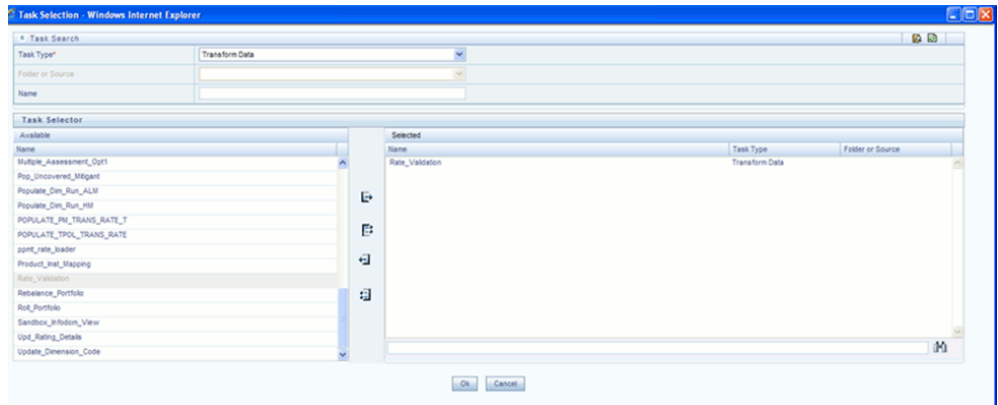 Task Selection - Windows Internet Explorer
Task Search
Task Type* Transform Data
Folder or Source
Name
Task Selector
Available
Name
Multiple_Assessment_Opt1
Pop_Uncovered_Mitigant
Populate_Dim_Run_ALM
Populate_Dim_Run_HM
POPULATE_PM_TRANS_RATE_T
POPULATE_TPOL_TRANS_RATE
ppmt_rate_loader
Product_Inst_Mapping
Rate_Validation
Rebalance_Portfolio
Roll_Portfolio
Sandbox_Infodom_View
Upd_Rating_Details
Update_Dimension_Code
Selected
Name Task Type Folder or Source
Rate_Validation Transform Data
Ok Cancel